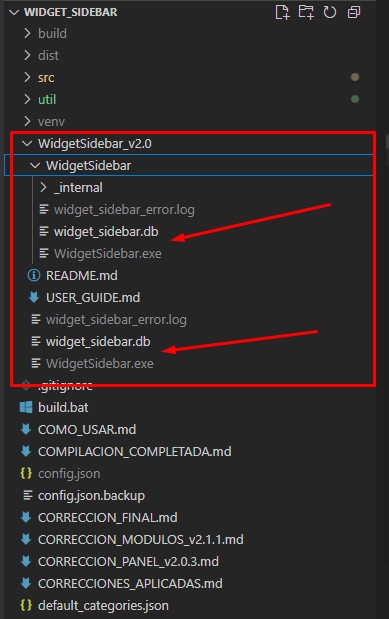 WIDGET_SIDEBAR
build
dist
src
util
venv
WidgetSidebar_v2.0
WidgetSidebar
_internal
widget_sidebar_error.log
widget_sidebar.db
WidgetSidebar.exe
README.md
USER_GUIDE.md
widget_sidebar_error.log
widget_sidebar.db
WidgetSidebar.exe
.gitignore
build.bat
COMO_USAR.md
COMPILACION_COMPLETADA.md
config.json
config.json.backup
CORRECCION_FINAL.md
CORRECCION_MODULOS_v2.1.1.md
CORRECCION_PANEL_v2.0.3.md
CORRECCIONES_APLICADAS.md
default_categories.json